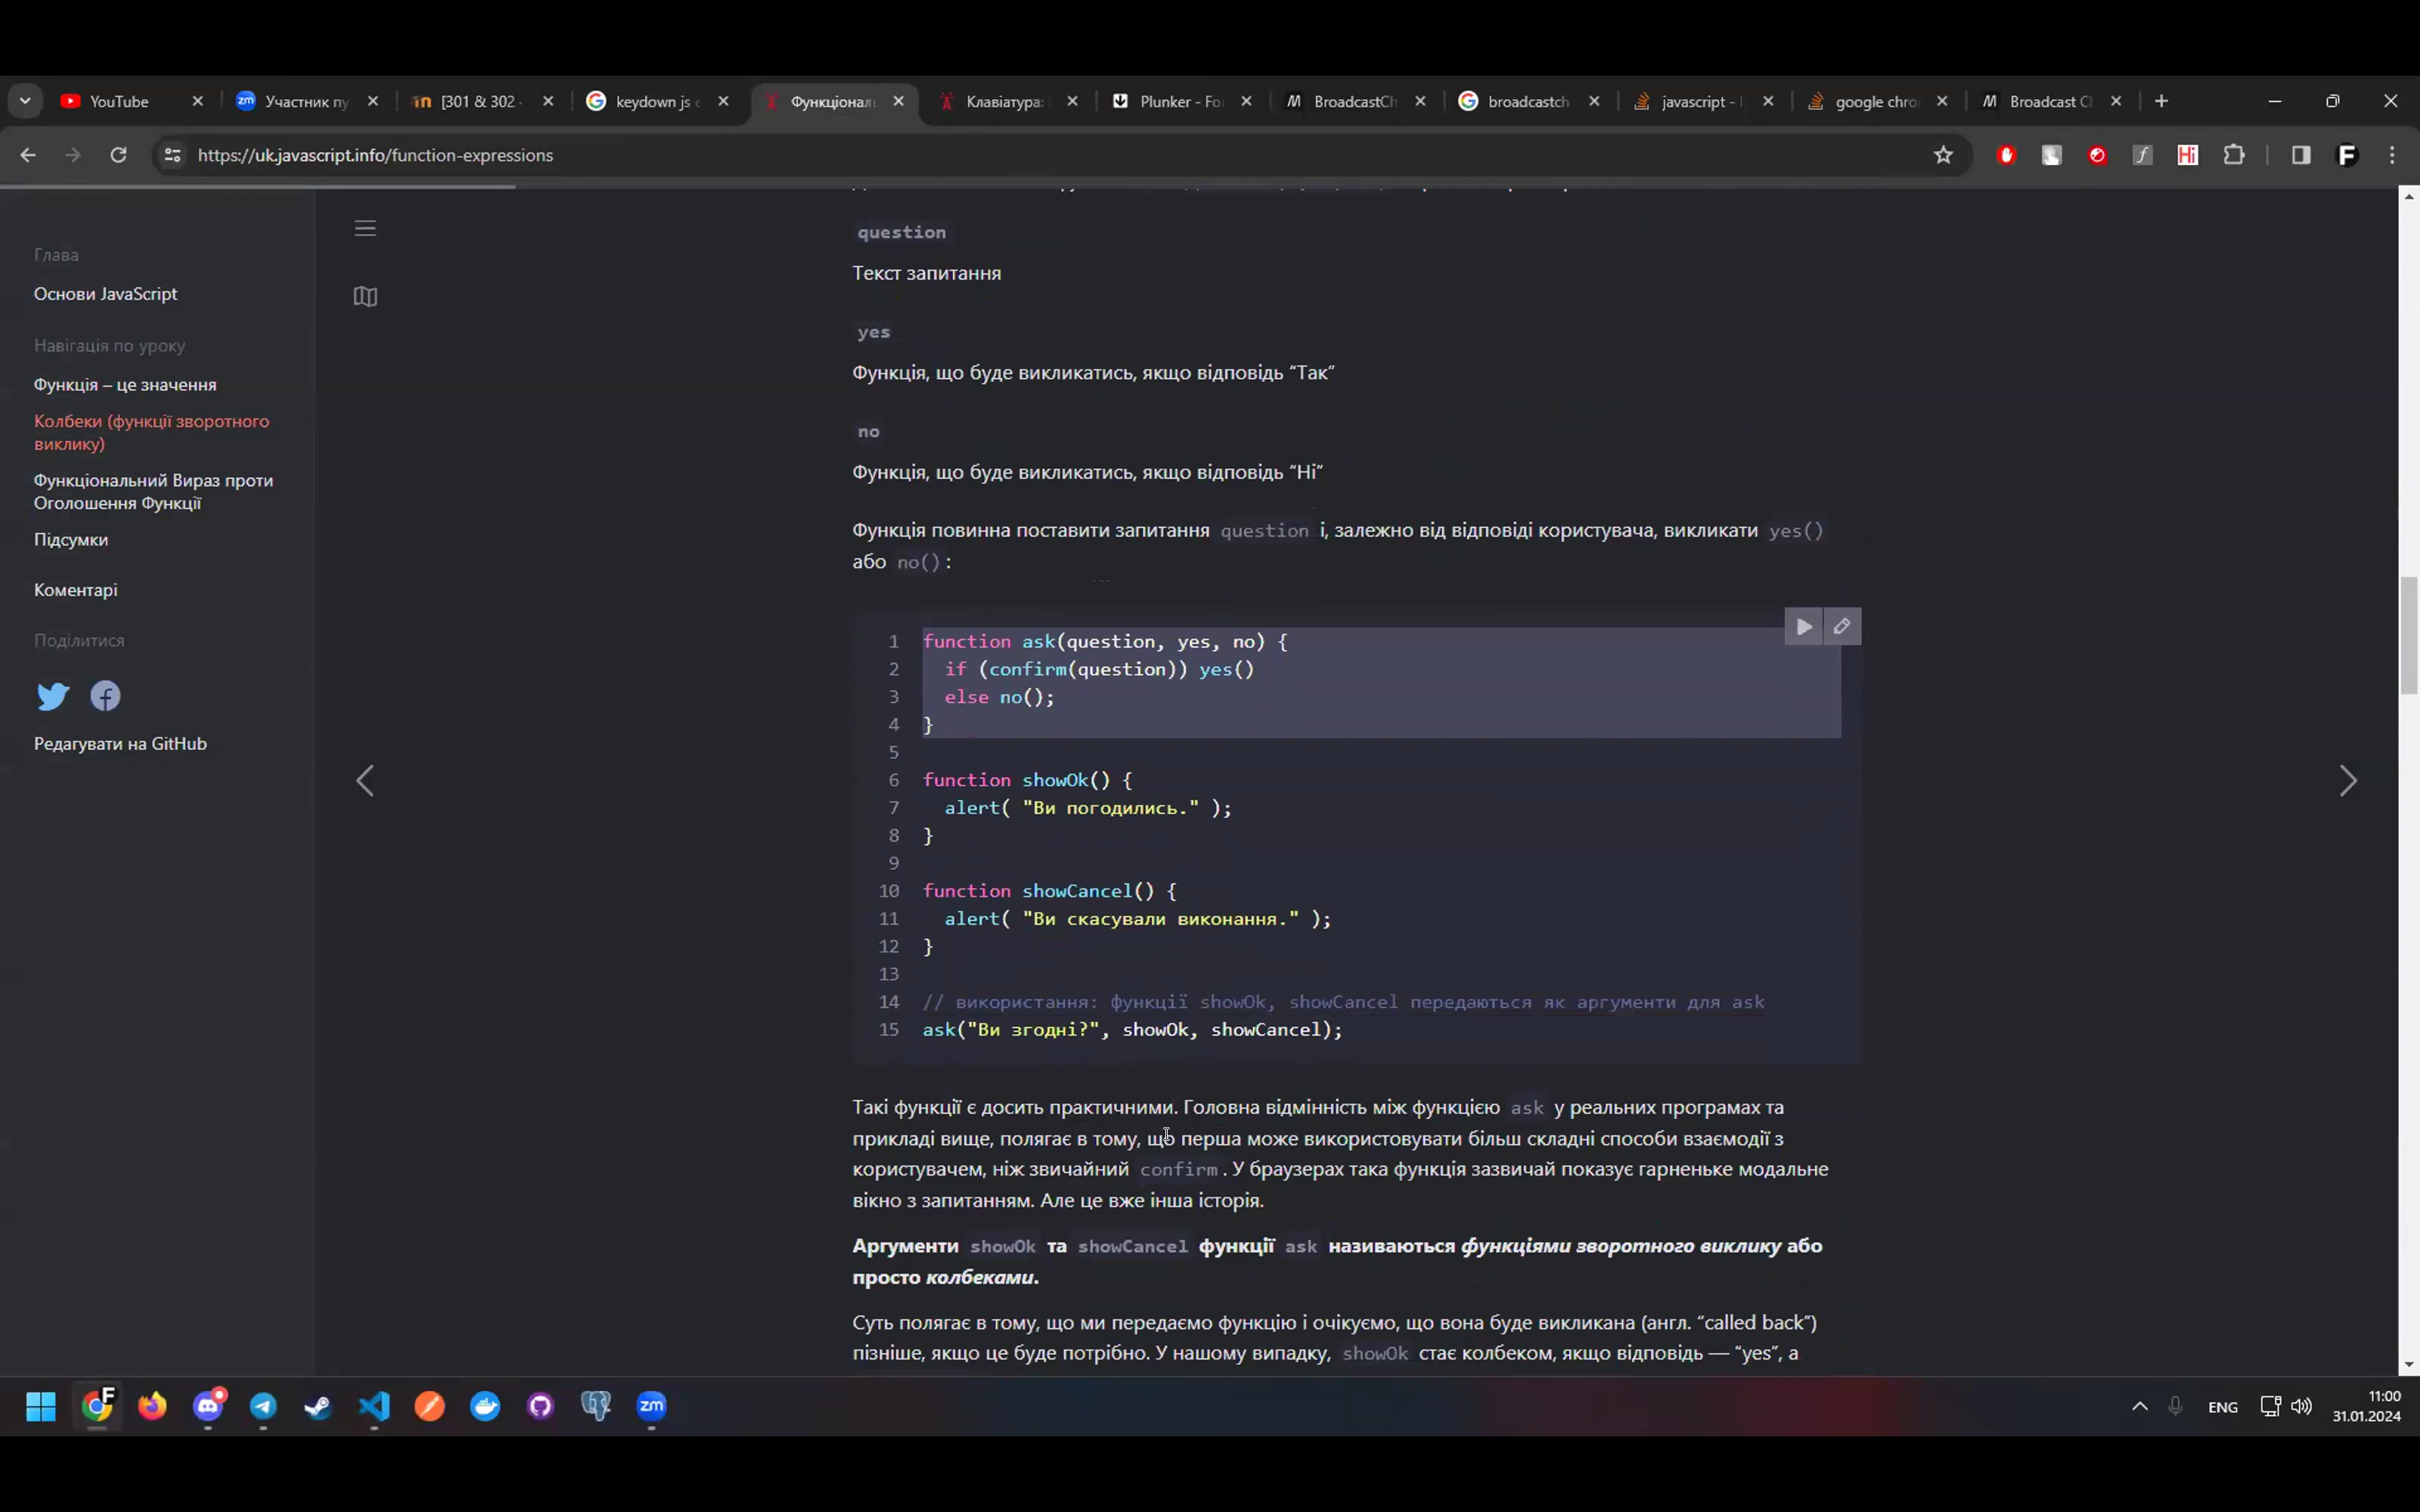 YouTube
Участник пу
[301 & 302
keydown js e
Функціонал
Клавіатура:
Plunker - Fo
BroadcastCh
broadcastch
javascript -
google chro
Broadcast Cl
https://uk.javascript.info/function-expressions
Глава
Основи JavaScript
Навігація по уроку
Функція – це значення
Колбеки (функції зворотного
виклику)
Функціональний Вираз проти
Оголошення Функції
Підсумки
Коментарі
Поділитися
Редагувати на GitHub
question
Текст запитання
yes
Функція, що буде викликатись, якщо відповідь “Так”
no
Функція, що буде викликатись, якщо відповідь “Ні”
Функція повинна поставити запитання question і, залежно від відповіді користувача, викликати yes()
або no() :
1 function ask(question, yes, no) {
2 if (confirm(question)) yes()
3 else no();
4 }
5
6 function showOk() {
7 alert( "Ви погодились." );
8 }
9
10 function showCancel() {
11 alert( "Ви скасували виконання." );
12 }
13
14 // використання: функції showOk, showCancel передаються як аргументи для ask
15 ask("Ви згодні?", showOk, showCancel);
Такі функції є досить практичними. Головна відмінність між функцією ask у реальних програмах та
прикладі вище, полягає в тому, що перша може використовувати більш складні способи взаємодії з
користувачем, ніж звичайний confirm . У браузерах така функція зазвичай показує гарненьке модальне
вікно з запитанням. Але це вже інша історія.
Аргументи showOk та showCancel функції ask називаються функціями зворотного виклику або
просто колбеками.
Суть полягає в тому, що ми передаємо функцію і очікуємо, що вона буде викликана (англ. “called back”)
пізніше, якщо це буде потрібно. У нашому випадку, showOk стає колбеком, якщо відповідь — “yes”, а
ENG
11:00
31.01.2024